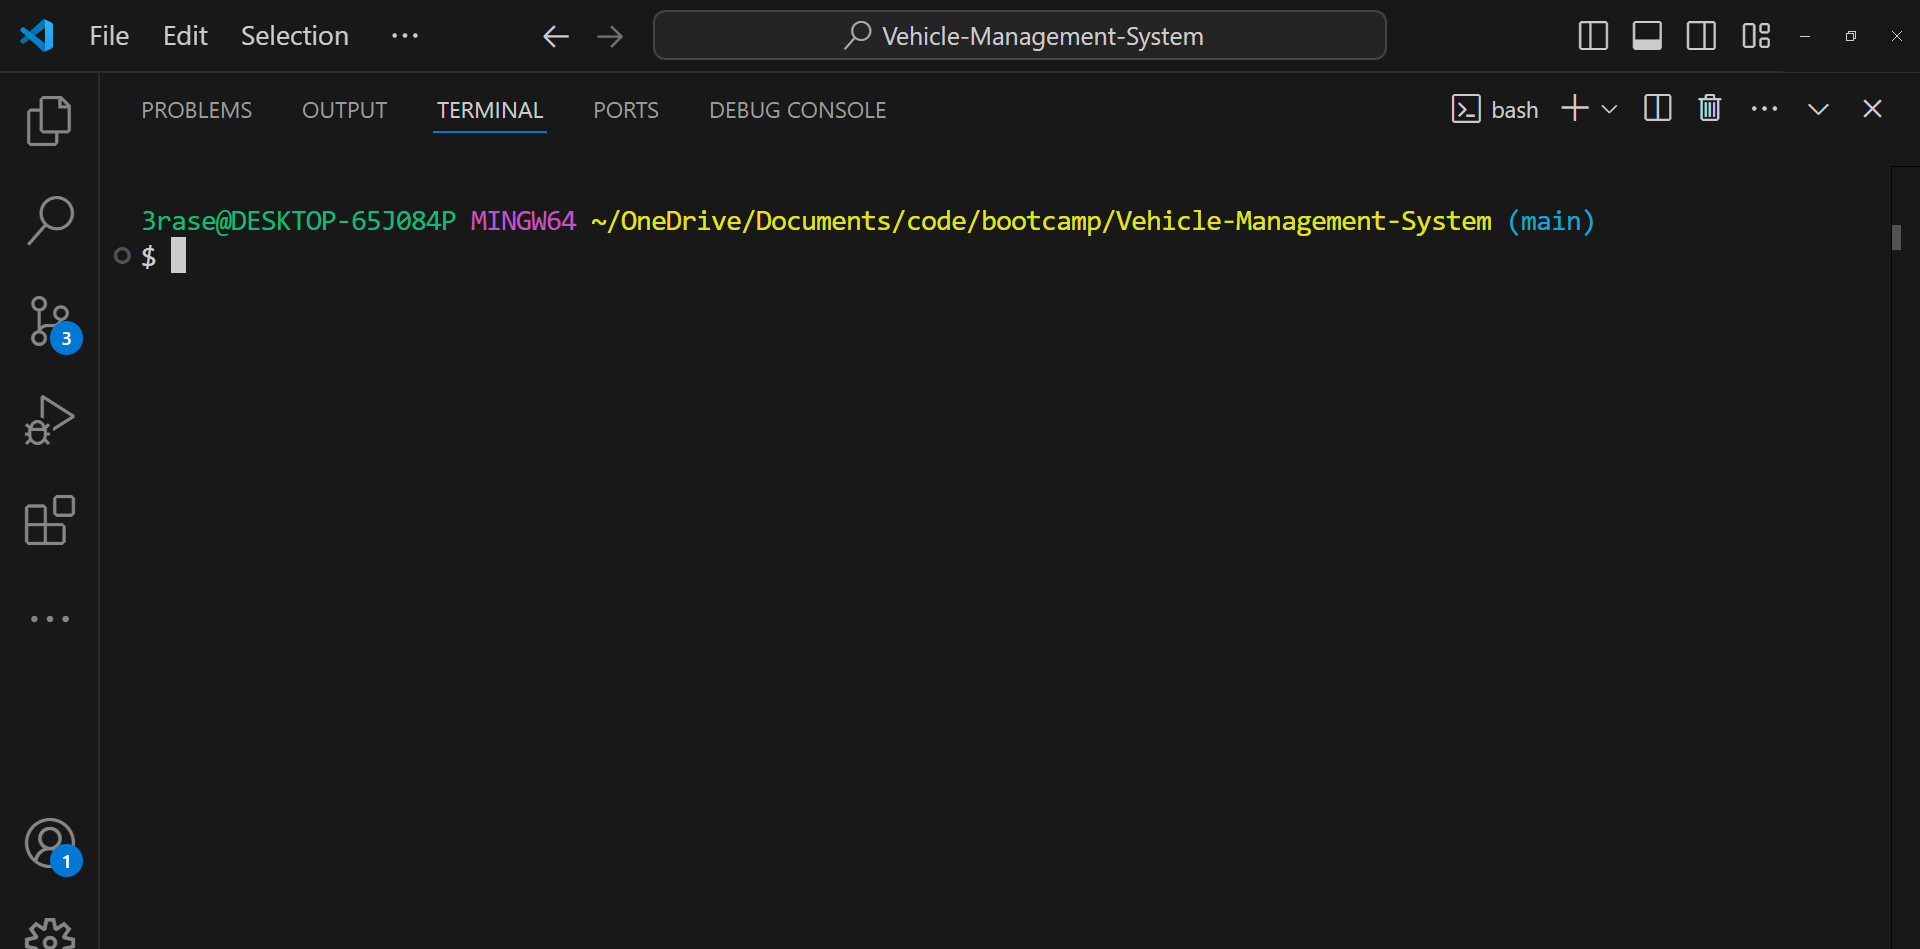 File Edit Selection ··· Vehicle-Management-System
PROBLEMS OUTPUT TERMINAL PORTS DEBUG CONSOLE bash
3rase@DESKTOP-65J084P MINGW64 ~/OneDrive/Documents/code/bootcamp/Vehicle-Management-System (main)
$
3
1